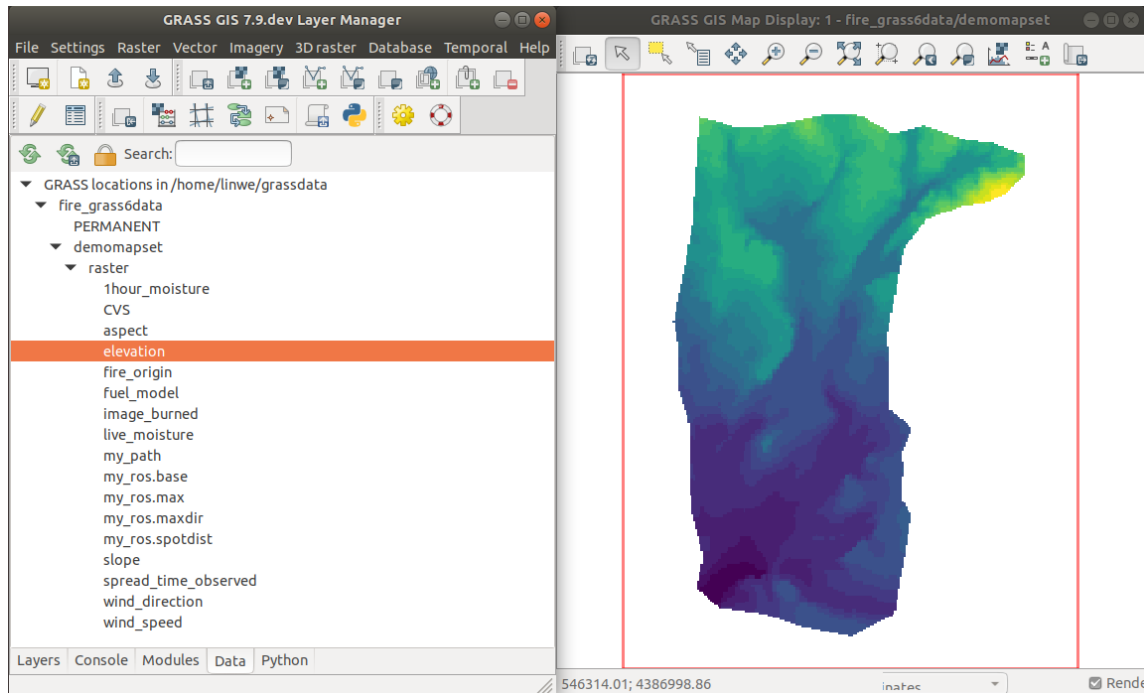 GRASS GIS 7.9.dev Layer Manager
File Settings Raster Vector Imagery 3D raster Database Temporal Help
Search:
GRASS locations in /home/linwe/grassdata
fire_grass6data
PERMANENT
demomapset
raster
1hour_moisture
CVS
aspect
elevation
fire_origin
fuel_model
image_burned
live_moisture
my_path
my_ros.base
my_ros.max
my_ros.maxdir
my_ros.spotdist
slope
spread_time_observed
wind_direction
wind_speed
Layers Console Modules Data Python
GRASS GIS Map Display: 1 - fire_grass6data/demomapset
A
546314.01; 4386998.86
inates
Rende